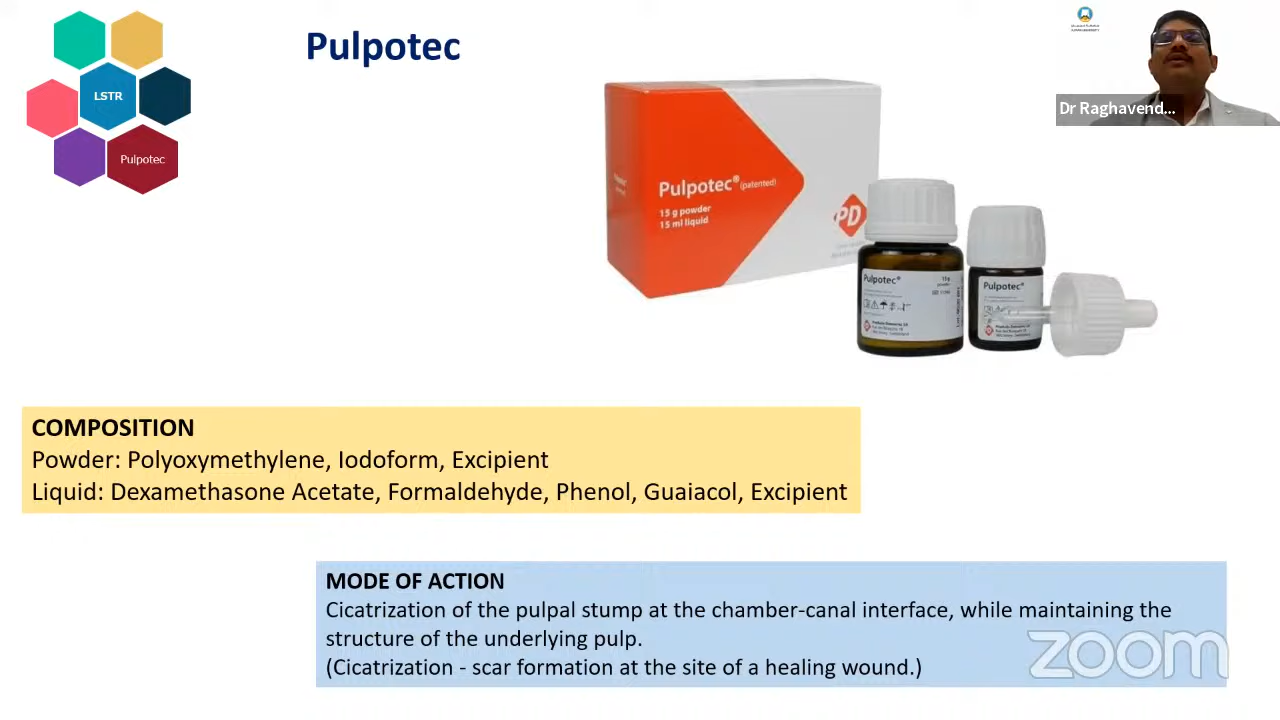 Pulpotec
LSTR
Pulpotec
Dr Raghavend...
Pulpotec® (patented)
15 g powder
15 ml liquid
PD
Pulpotec®
Pulpotec®
COMPOSITION
Powder: Polyoxymethylene, Iodoform, Excipient
Liquid: Dexamethasone Acetate, Formaldehyde, Phenol, Guaiacol, Excipient
MODE OF ACTION
Cicatrization of the pulpal stump at the chamber-canal interface, while maintaining the
structure of the underlying pulp.
(Cicatrization - scar formation at the site of a healing wound.)
zoom